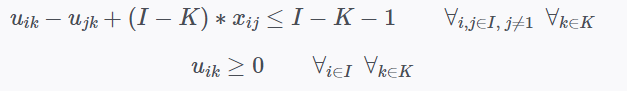 u_{ik} − u_{jk} + (I − K) ∗ x_{ij} ≤ I − K − 1 ∀_{i,j∈I, j≠1} ∀_{k∈K}
u_{ik} ≥ 0 ∀_{i∈I} ∀_{k∈K}